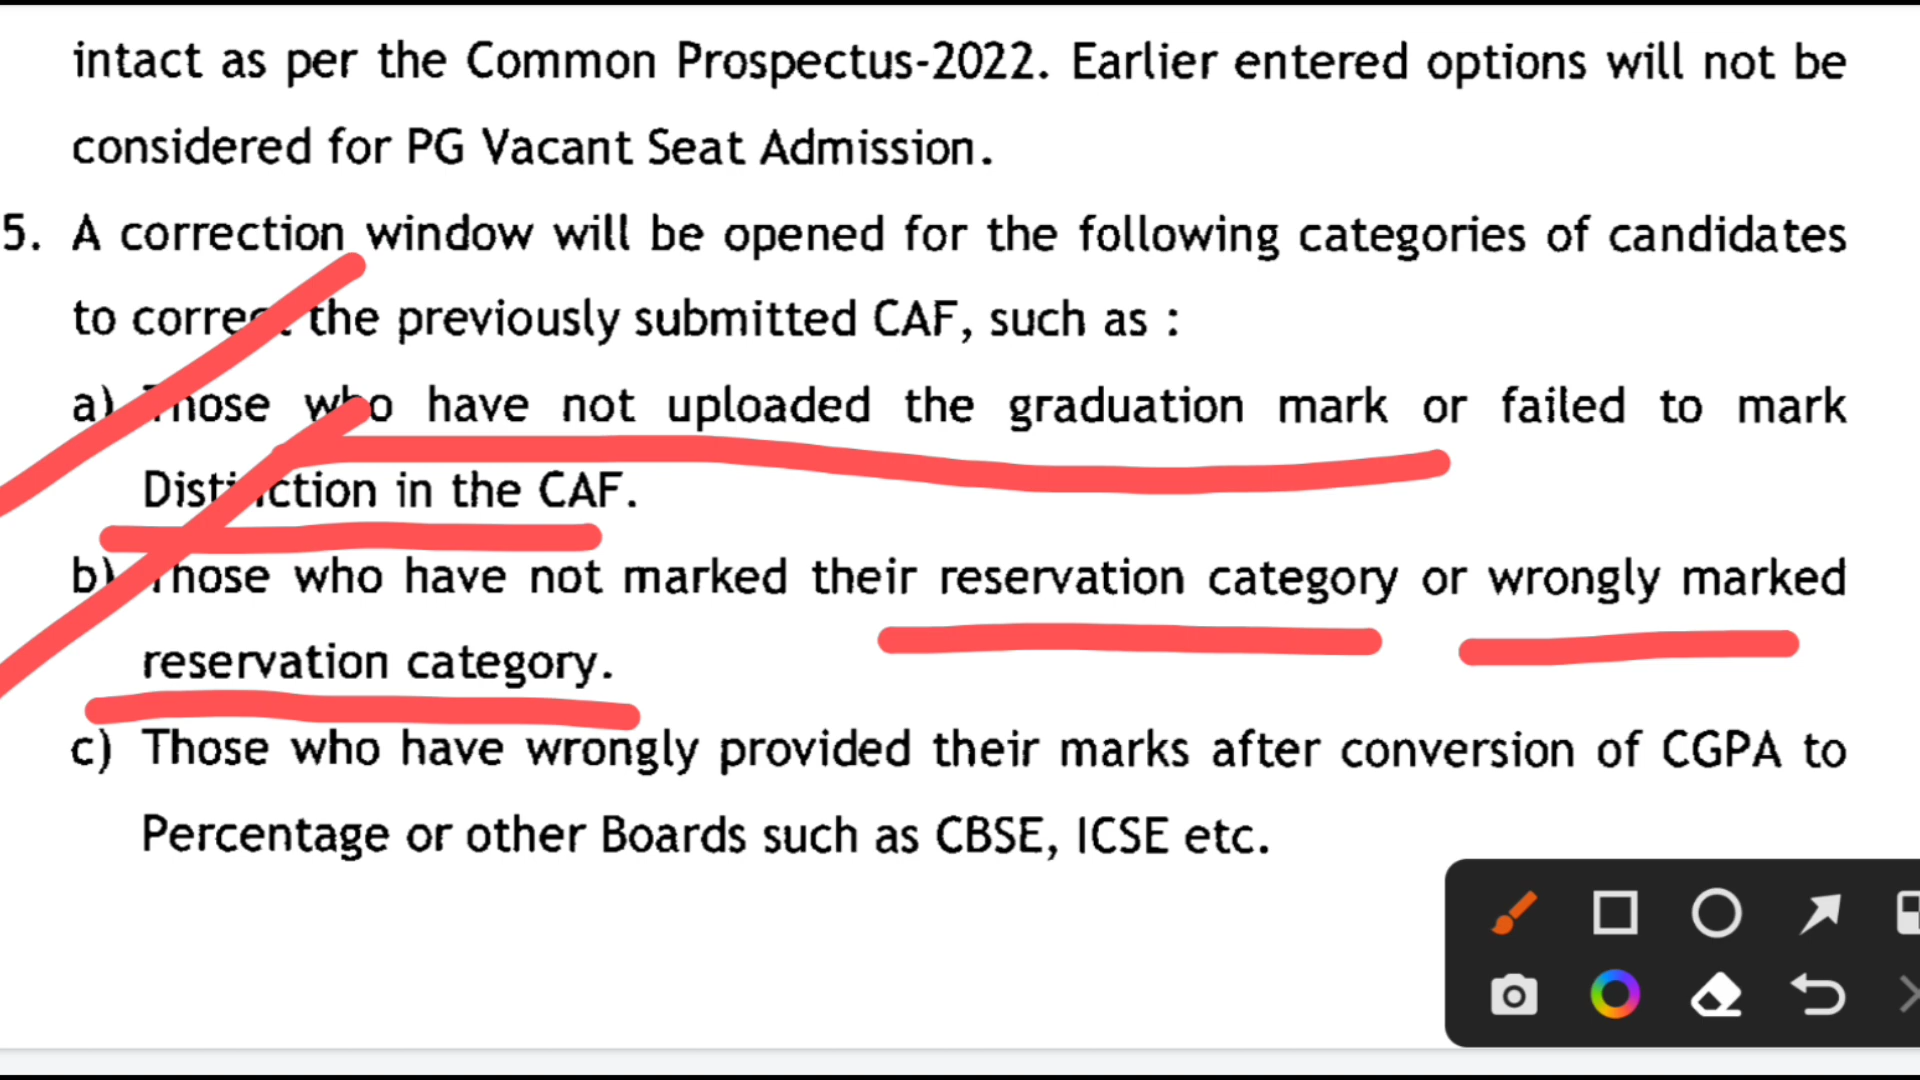 intact as per the Common Prospectus-2022. Earlier entered options will not be
considered for PG Vacant Seat Admission.
5. A correction window will be opened for the following categories of candidates
to correct the previously submitted CAF, such as :
a) Those who have not uploaded the graduation mark or failed to mark
Distinction in the CAF.
b) Those who have not marked their reservation category or wrongly marked
reservation category.
c) Those who have wrongly provided their marks after conversion of CGPA to
Percentage or other Boards such as CBSE, ICSE etc.